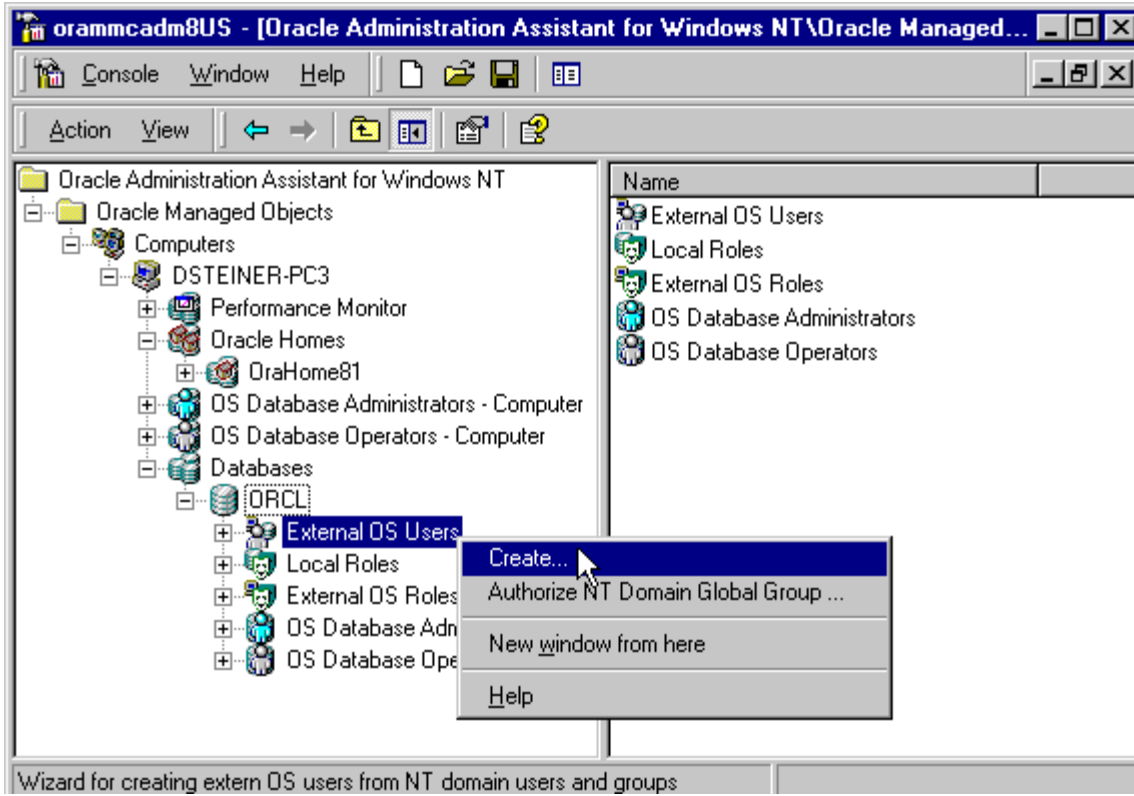 orammcadm8US - [Oracle Administration Assistant for Windows NT\Oracle Managed...
Console Window Help
Action View
Oracle Administration Assistant for Windows NT
Oracle Managed Objects
Computers
DSTEINER-PC3
Performance Monitor
Oracle Homes
OraHome81
OS Database Administrators - Computer
OS Database Operators - Computer
Databases
ORCL
External OS Users
Local Roles
External OS Roles
OS Database Adm
OS Database Ope
Name
External OS Users
Local Roles
External OS Roles
OS Database Administrators
OS Database Operators
Create...
Authorize NT Domain Global Group ...
New window from here
Help
Wizard for creating extern OS users from NT domain users and groups